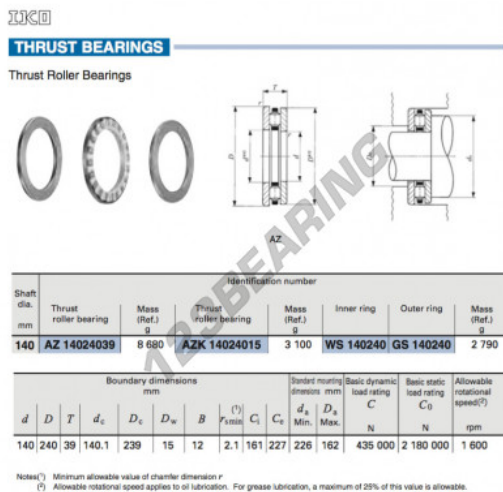 IKO
THRUST BEARINGS
Thrust Roller Bearings
T
r
D
d
AZ
123BEARING
Identification number
Shaft dia. mm
Thrust roller bearing
Mass (Ref.) g
Thrust roller bearing
Mass (Ref.) g
Inner ring
Outer ring
Mass (Ref.) g
140 AZ 14024039 8 680 AZK 14024015 3 100 WS 140240 GS 140240 2 790
Boundary dimensions mm
Standard mounting dimensions mm
Basic dynamic load rating C N
Basic static load rating C0 N
Allowable rotational speed(²) rpm
d D T dc Dc Dw B rs min(¹) Ci Ce da Min. Da Max.
140 240 39 140.1 239 15 12 2.1 161 227 226 162 435 000 2 180 000 1 600
Notes(¹) Minimum allowable value of chamfer dimension r
(²) Allowable rotational speed applies to oil lubrication. For grease lubrication, a maximum of 25% of this value is allowable.